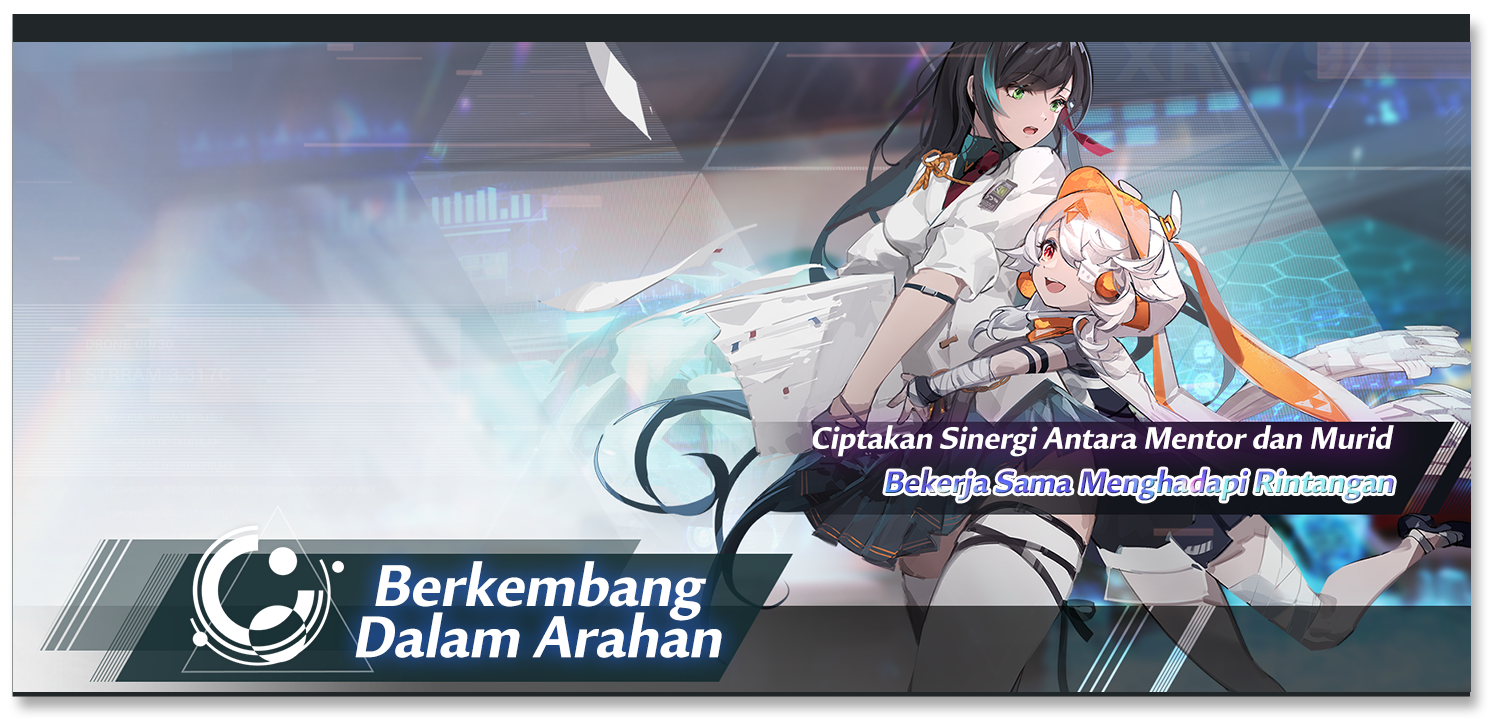 Ciptakan Sinergi Antara Mentor dan Murid
Bekerja Sama Menghadapi Rintangan
Berkembang
Dalam Arahan